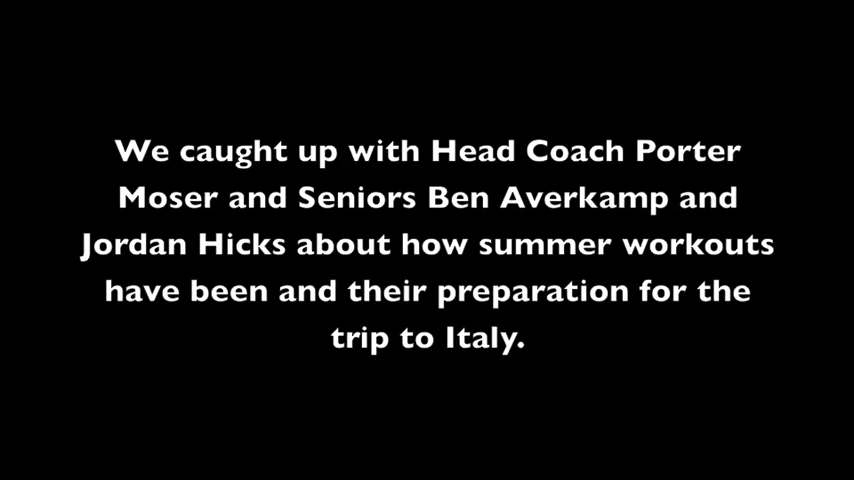 We caught up with Head Coach Porter
Moser and Seniors Ben Averkamp and
Jordan Hicks about how summer workouts
have been and their preparation for the
trip to Italy.